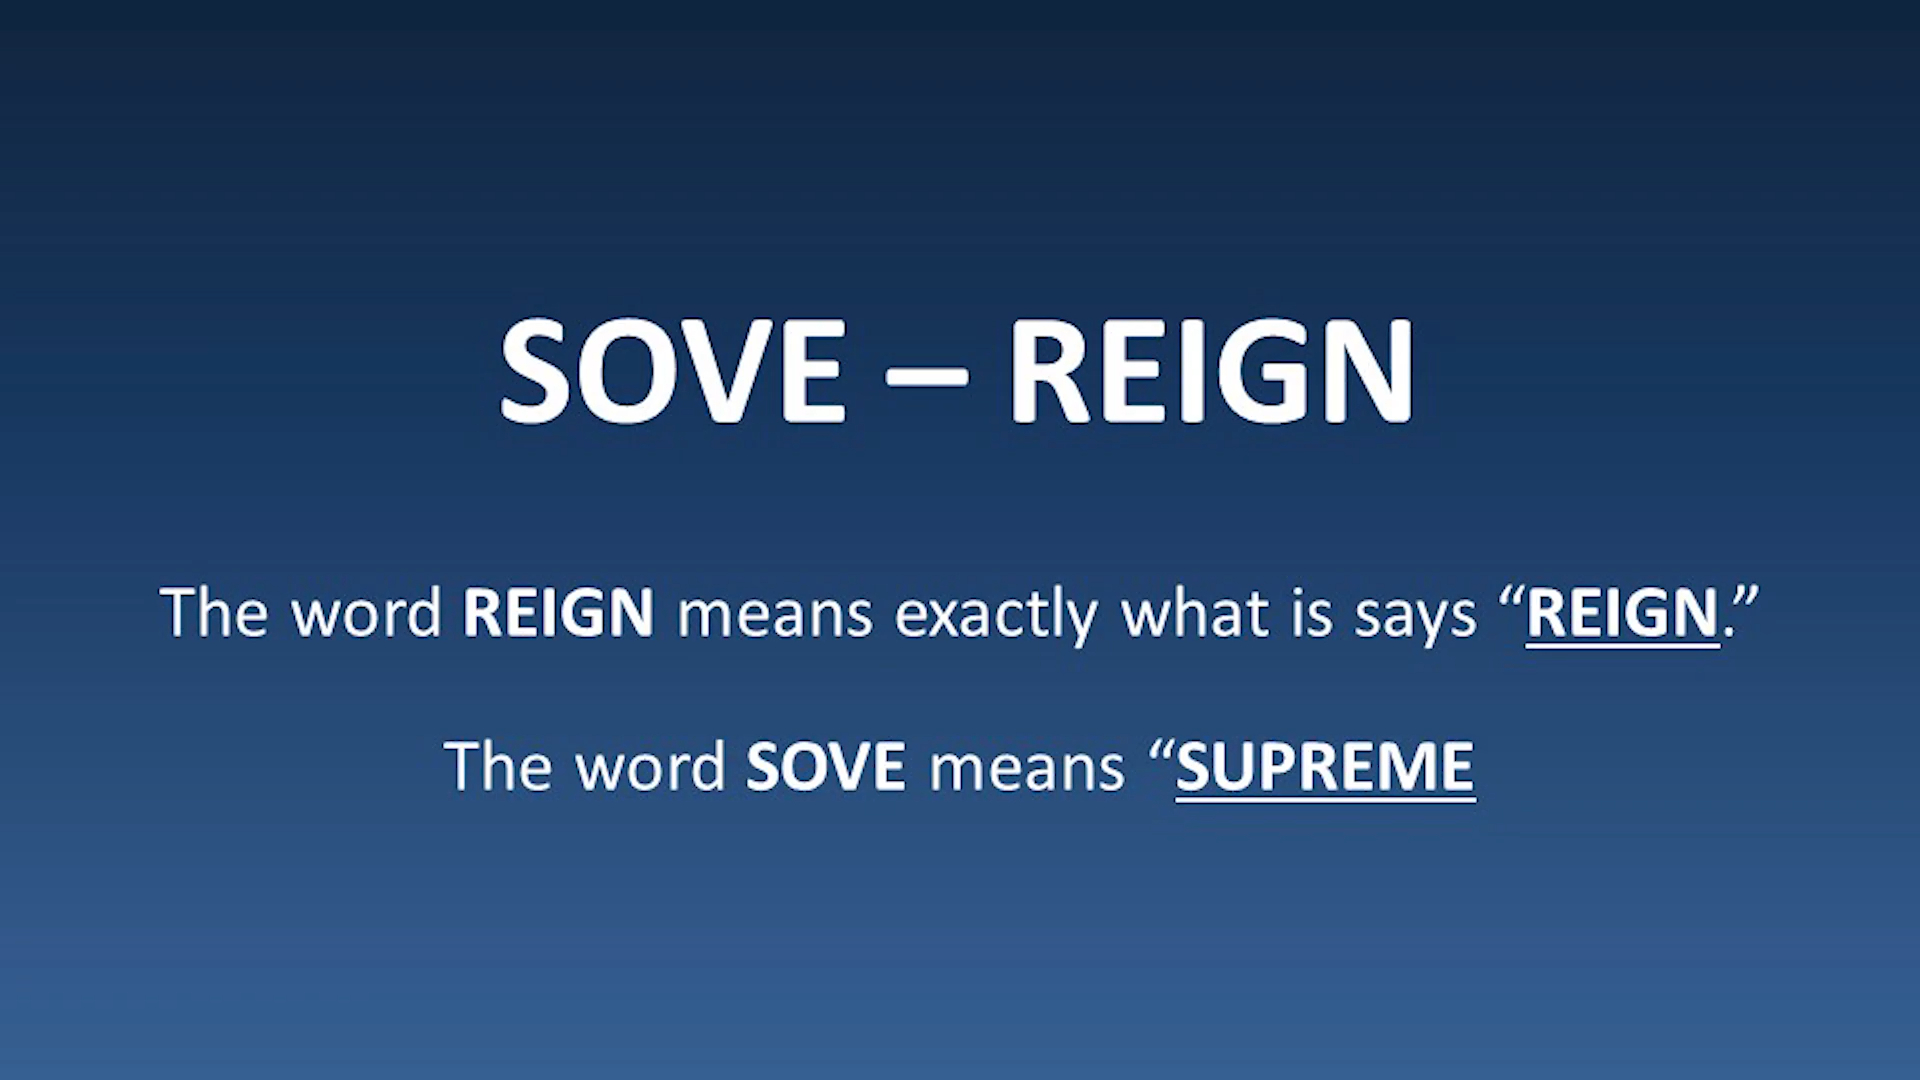 SOVE – REIGN
The word REIGN means exactly what is says “REIGN.”
The word SOVE means “SUPREME